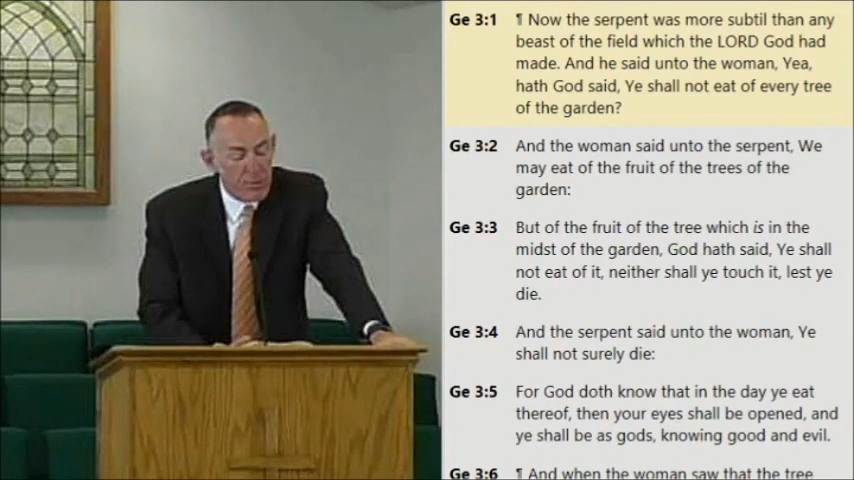 Ge 3:1 ¶ Now the serpent was more subtil than any
beast of the field which the LORD God had
made. And he said unto the woman, Yea,
hath God said, Ye shall not eat of every tree
of the garden?
Ge 3:2 And the woman said unto the serpent, We
may eat of the fruit of the trees of the
garden:
Ge 3:3 But of the fruit of the tree which is in the
midst of the garden, God hath said, Ye shall
not eat of it, neither shall ye touch it, lest ye
die.
Ge 3:4 And the serpent said unto the woman, Ye
shall not surely die:
Ge 3:5 For God doth know that in the day ye eat
thereof, then your eyes shall be opened, and
ye shall be as gods, knowing good and evil.
Ge 3:6 ¶ And when the woman saw that the tree